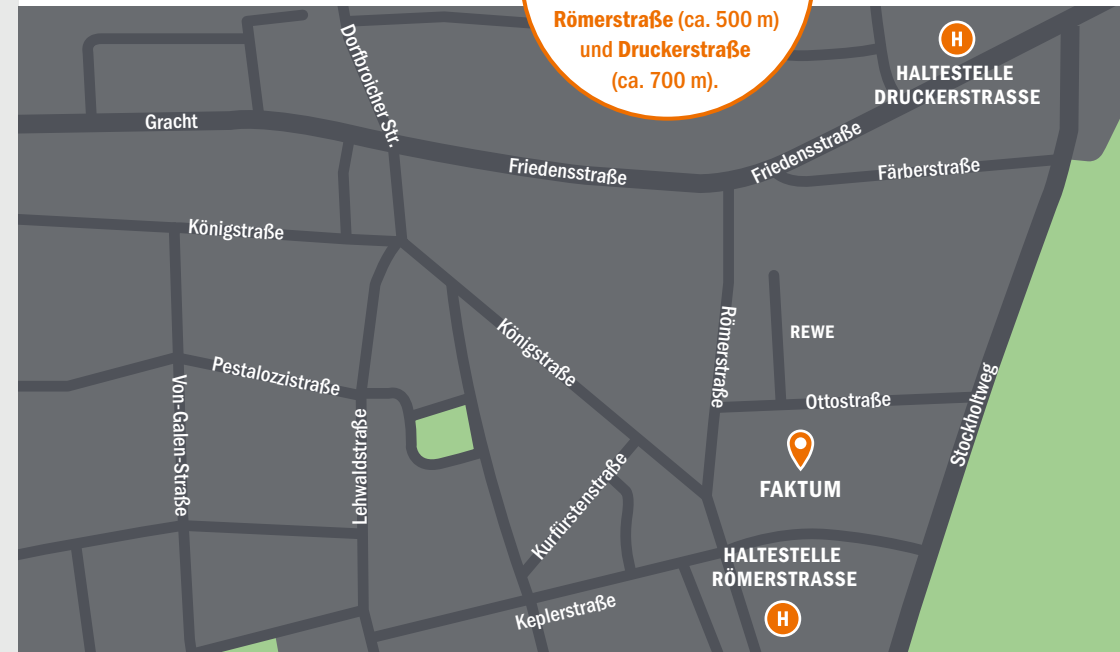 Römerstraße (ca. 500 m)
und Druckerstraße
(ca. 700 m).
H
HALTESTELLE
DRUCKERSTRASSE
Dorfbroicher Str.
Gracht
Friedensstraße
Friedensstraße
Färberstraße
Königstraße
Königstraße
Römerstraße
REWE
Pestalozzistraße
Von-Galen-Straße
Lehwaldstraße
Ottostraße
Stockholtweg
FAKTUM
Kurfürstenstraße
HALTESTELLE
RÖMERSTRASSE
H
Keplerstraße